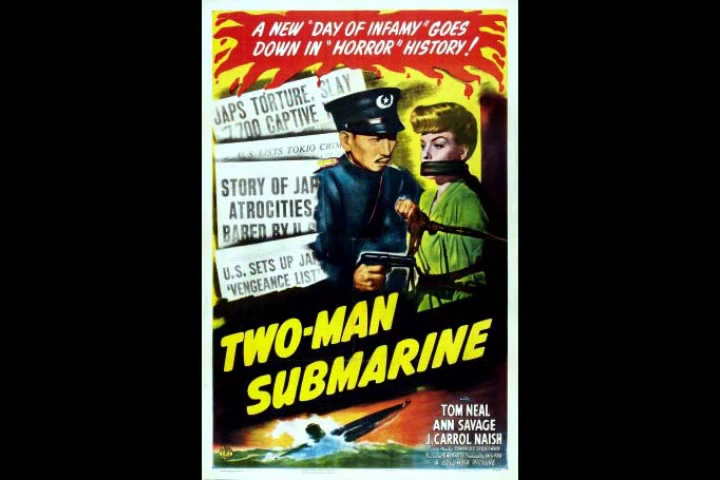 A NEW "DAY OF INFAMY" GOES
DOWN IN "HORROR" HISTORY!
JAPS TORTURE, SLAY
7,700 CAPTIVE
U.S. LISTS TOKIO CRIM
STORY OF JAP
ATROCITIES
BARED BY U.S
U.S. SETS UP JAP
'VENGEANCE LIST'
TWO-MAN
SUBMARINE
TOM NEAL
ANN SAVAGE
J. CARROL NAISH
A COLUMBIA PICTURE